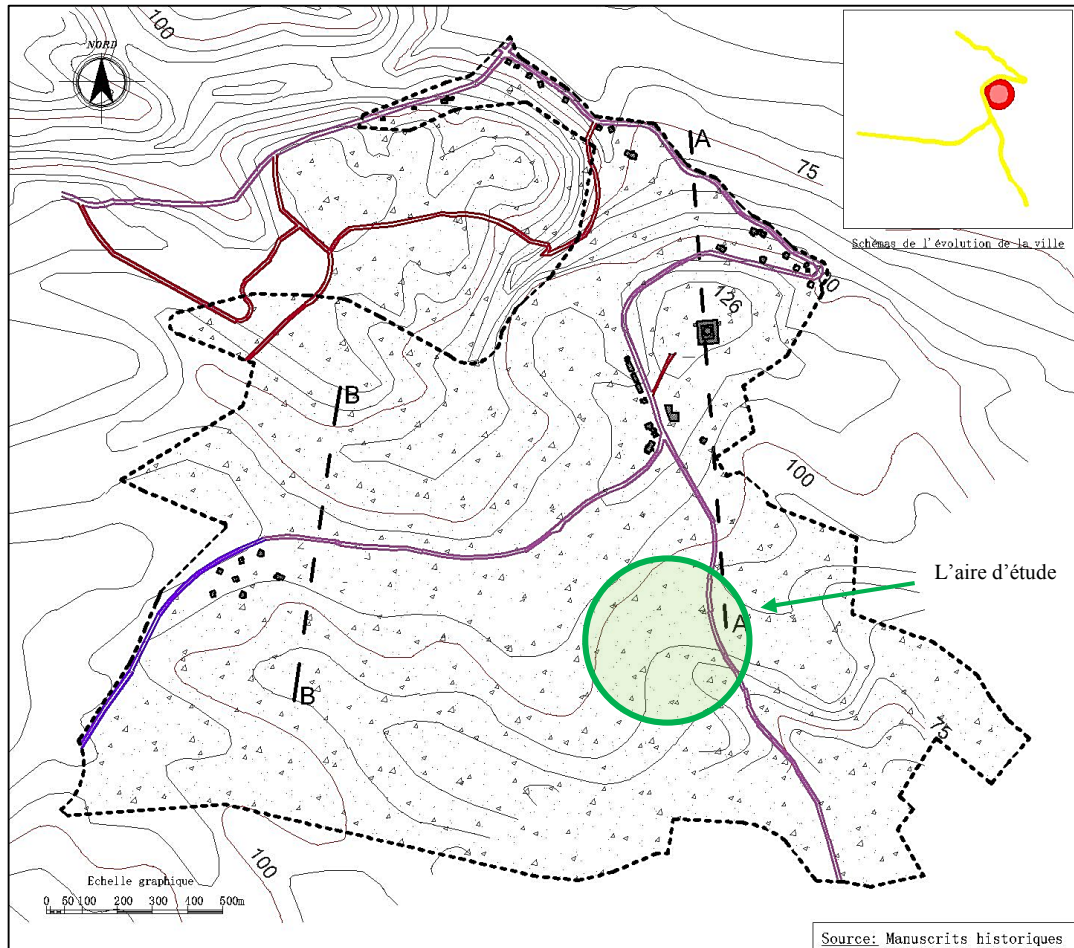 NORD
100
Schémas de l'évolution de la ville
A
75
126
B
100
L'aire d'étude
A
B
75
100
Echelle graphique
0 50 100 200 300 400 500m
Source: Manuscrits historiques